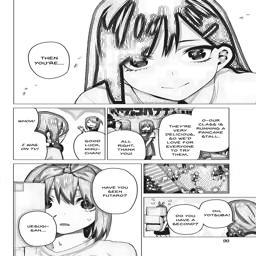 Magic
THEN
YOU'RE....
O-OUR
CLASS IS
RUNNING A
PANCAKE
STALL.
THEY'RE
VERY
DELICIOUS,
SO WE'D
LOVE FOR
EVERYONE
TO TRY
THEM.
ALL
RIGHT,
THANK
YOU!
GOOD
LUCK,
MIKU-
CHAN!
WHOA!
I WAS
ON TV!
OH,
YOTSUBA!
DO YOU
HAVE A
SECOND?
HAVE YOU
SEEN
FUTARO?
UESUGI-
SAN...
90